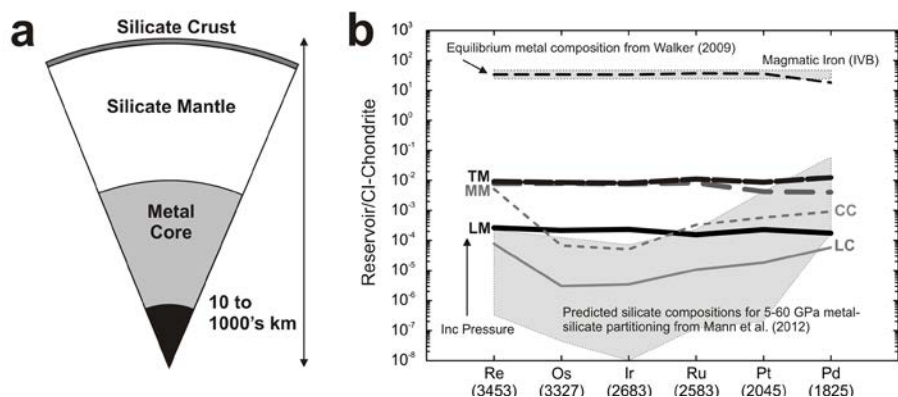 a
Silicate Crust
Silicate Mantle
Metal
Core
10 to
1000's km
b
Reservoir/CI-Chondrite
10³
10²
10¹
10⁰
10⁻¹
10⁻²
10⁻³
10⁻⁴
10⁻⁵
10⁻⁶
10⁻⁷
10⁻⁸
Equilibrium metal composition from Walker (2009)
Magmatic Iron (IVB)
TM
MM
LM
CC
LC
Inc Pressure
Predicted silicate compositions for 5-60 GPa metal-
silicate partitioning from Mann et al. (2012)
Re Os Ir Ru Pt Pd
(3453) (3327) (2683) (2583) (2045) (1825)